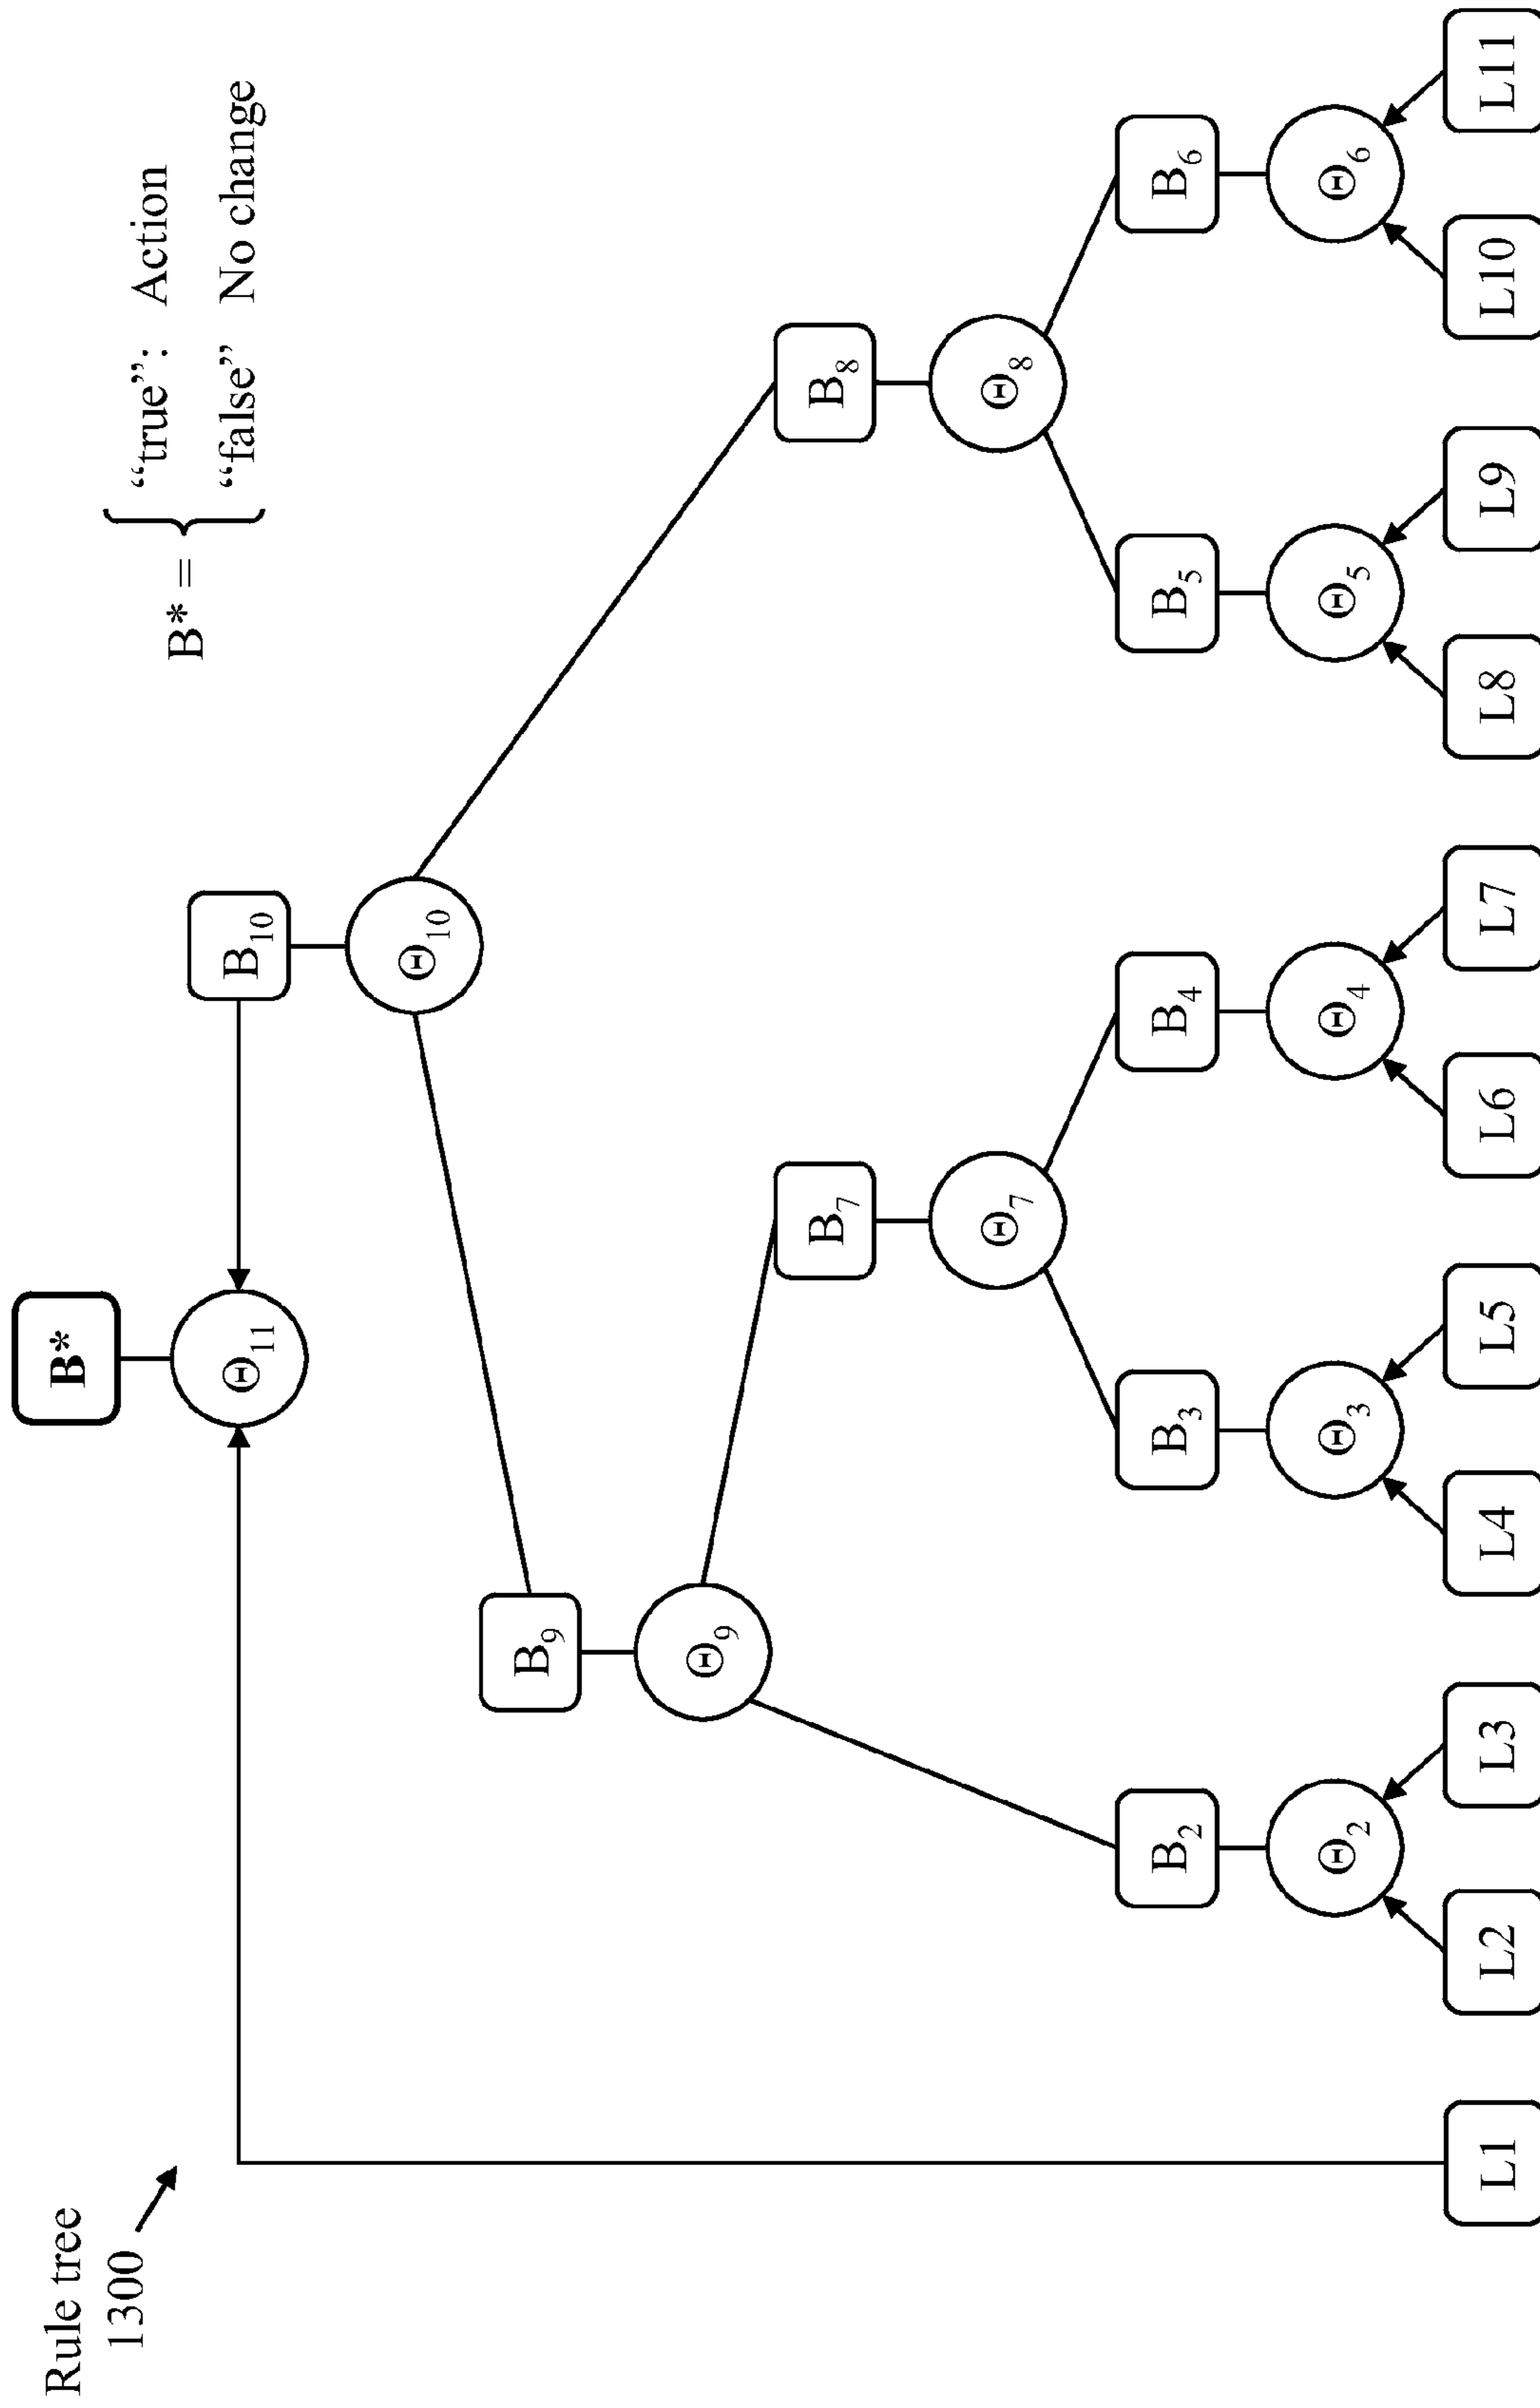 Rule tree
1300
B*
B* =
“true”: Action
“false” No change
Θ11
B10
Θ10
B9
Θ9
B7
B8
Θ7
Θ8
B2
B3
B4
B5
B6
Θ2
Θ3
Θ4
Θ5
Θ6
L1
L2
L3
L4
L5
L6
L7
L8
L9
L10
L11